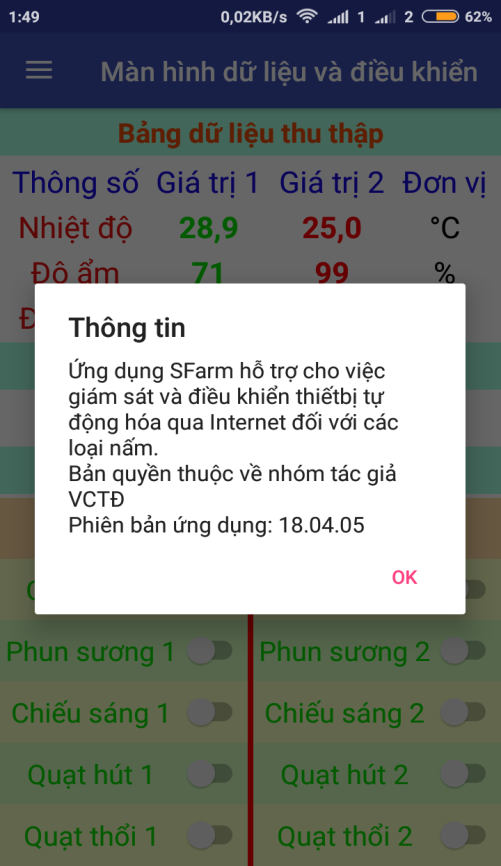 1:49 0,02KB/s 1 2 62%
Màn hình dữ liệu và điều khiển
Bảng dữ liệu thu thập
Thông số Giá trị 1 Giá trị 2 Đơn vị
Nhiệt độ 28,9 25,0 °C
Độ ẩm 71 99 %
Thông tin
Ứng dụng SFarm hỗ trợ cho việc
giám sát và điều khiển thiếtbị tự
động hóa qua Internet đối với các
loại nấm.
Bản quyền thuộc về nhóm tác giả
VCTĐ
Phiên bản ứng dụng: 18.04.05
OK
Phun sương 1 Phun sương 2
Chiếu sáng 1 Chiếu sáng 2
Quạt hút 1 Quạt hút 2
Quạt thổi 1 Quạt thổi 2